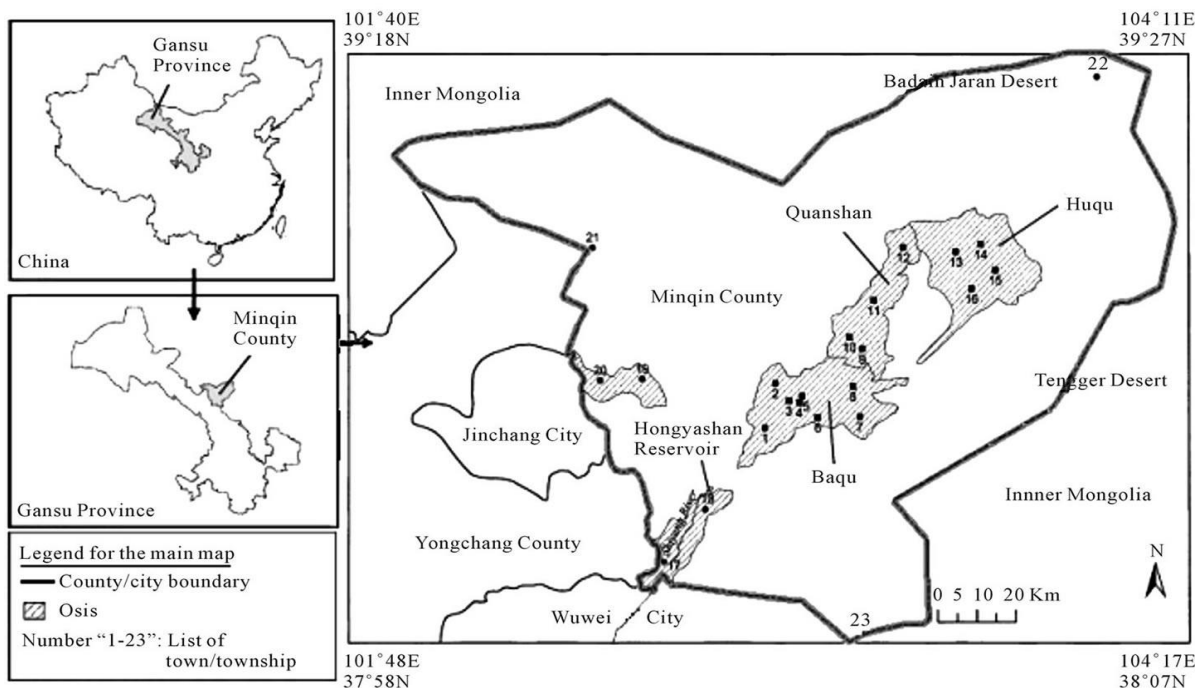 Gansu
Province
China
Minqin
County
Gansu Province
Legend for the main map
County/city boundary
Osis
Number “1-23”: List of
town/township
101°40E
39°18N
104°11E
39°27N
Inner Mongolia
Badain Jaran Desert
22
Quanshan
Huqu
21
12
13
14
15
16
Minqin County
11
10
9
20
19
2
3
4
5
8
6
7
1
Tengger Desert
Jinchang City
Hongyashan
Reservoir
Baqu
18
Innner Mongolia
Yongchang County
17
N
0 5 10 20 Km
Wuwei City
23
101°48E
37°58N
104°17E
38°07N